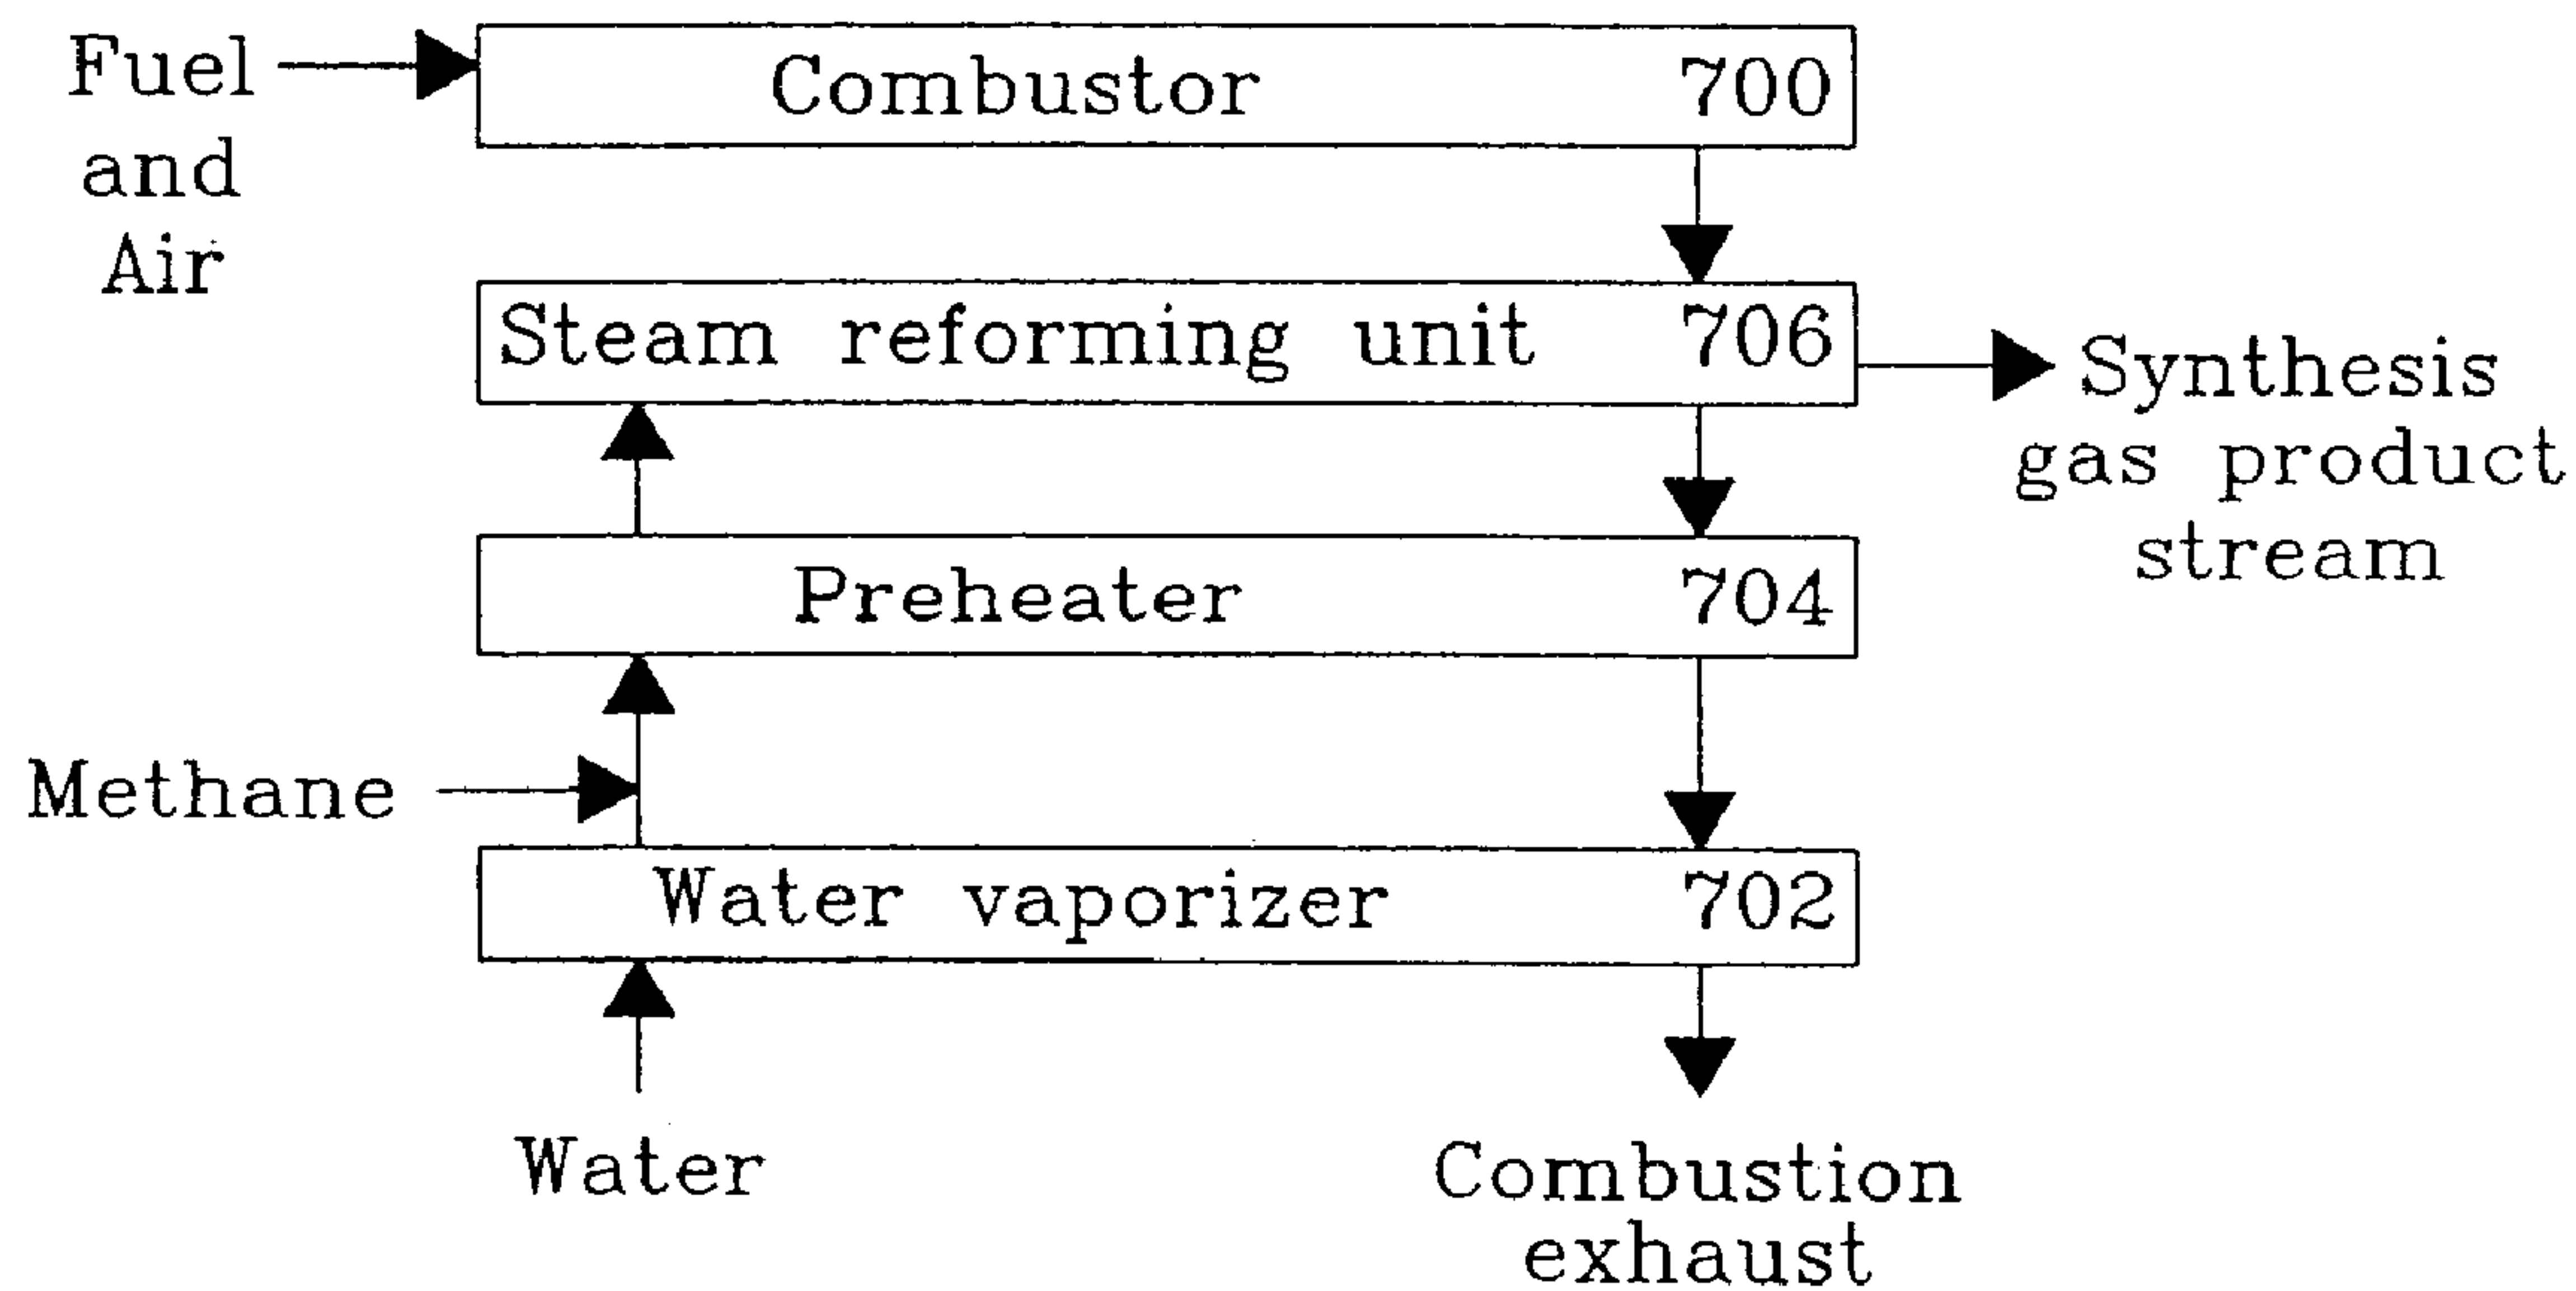 Fuel
and
Air
Combustor 700
Steam reforming unit 706
Synthesis
gas product
stream
Preheater 704
Methane
Water vaporizer 702
Water
Combustion
exhaust